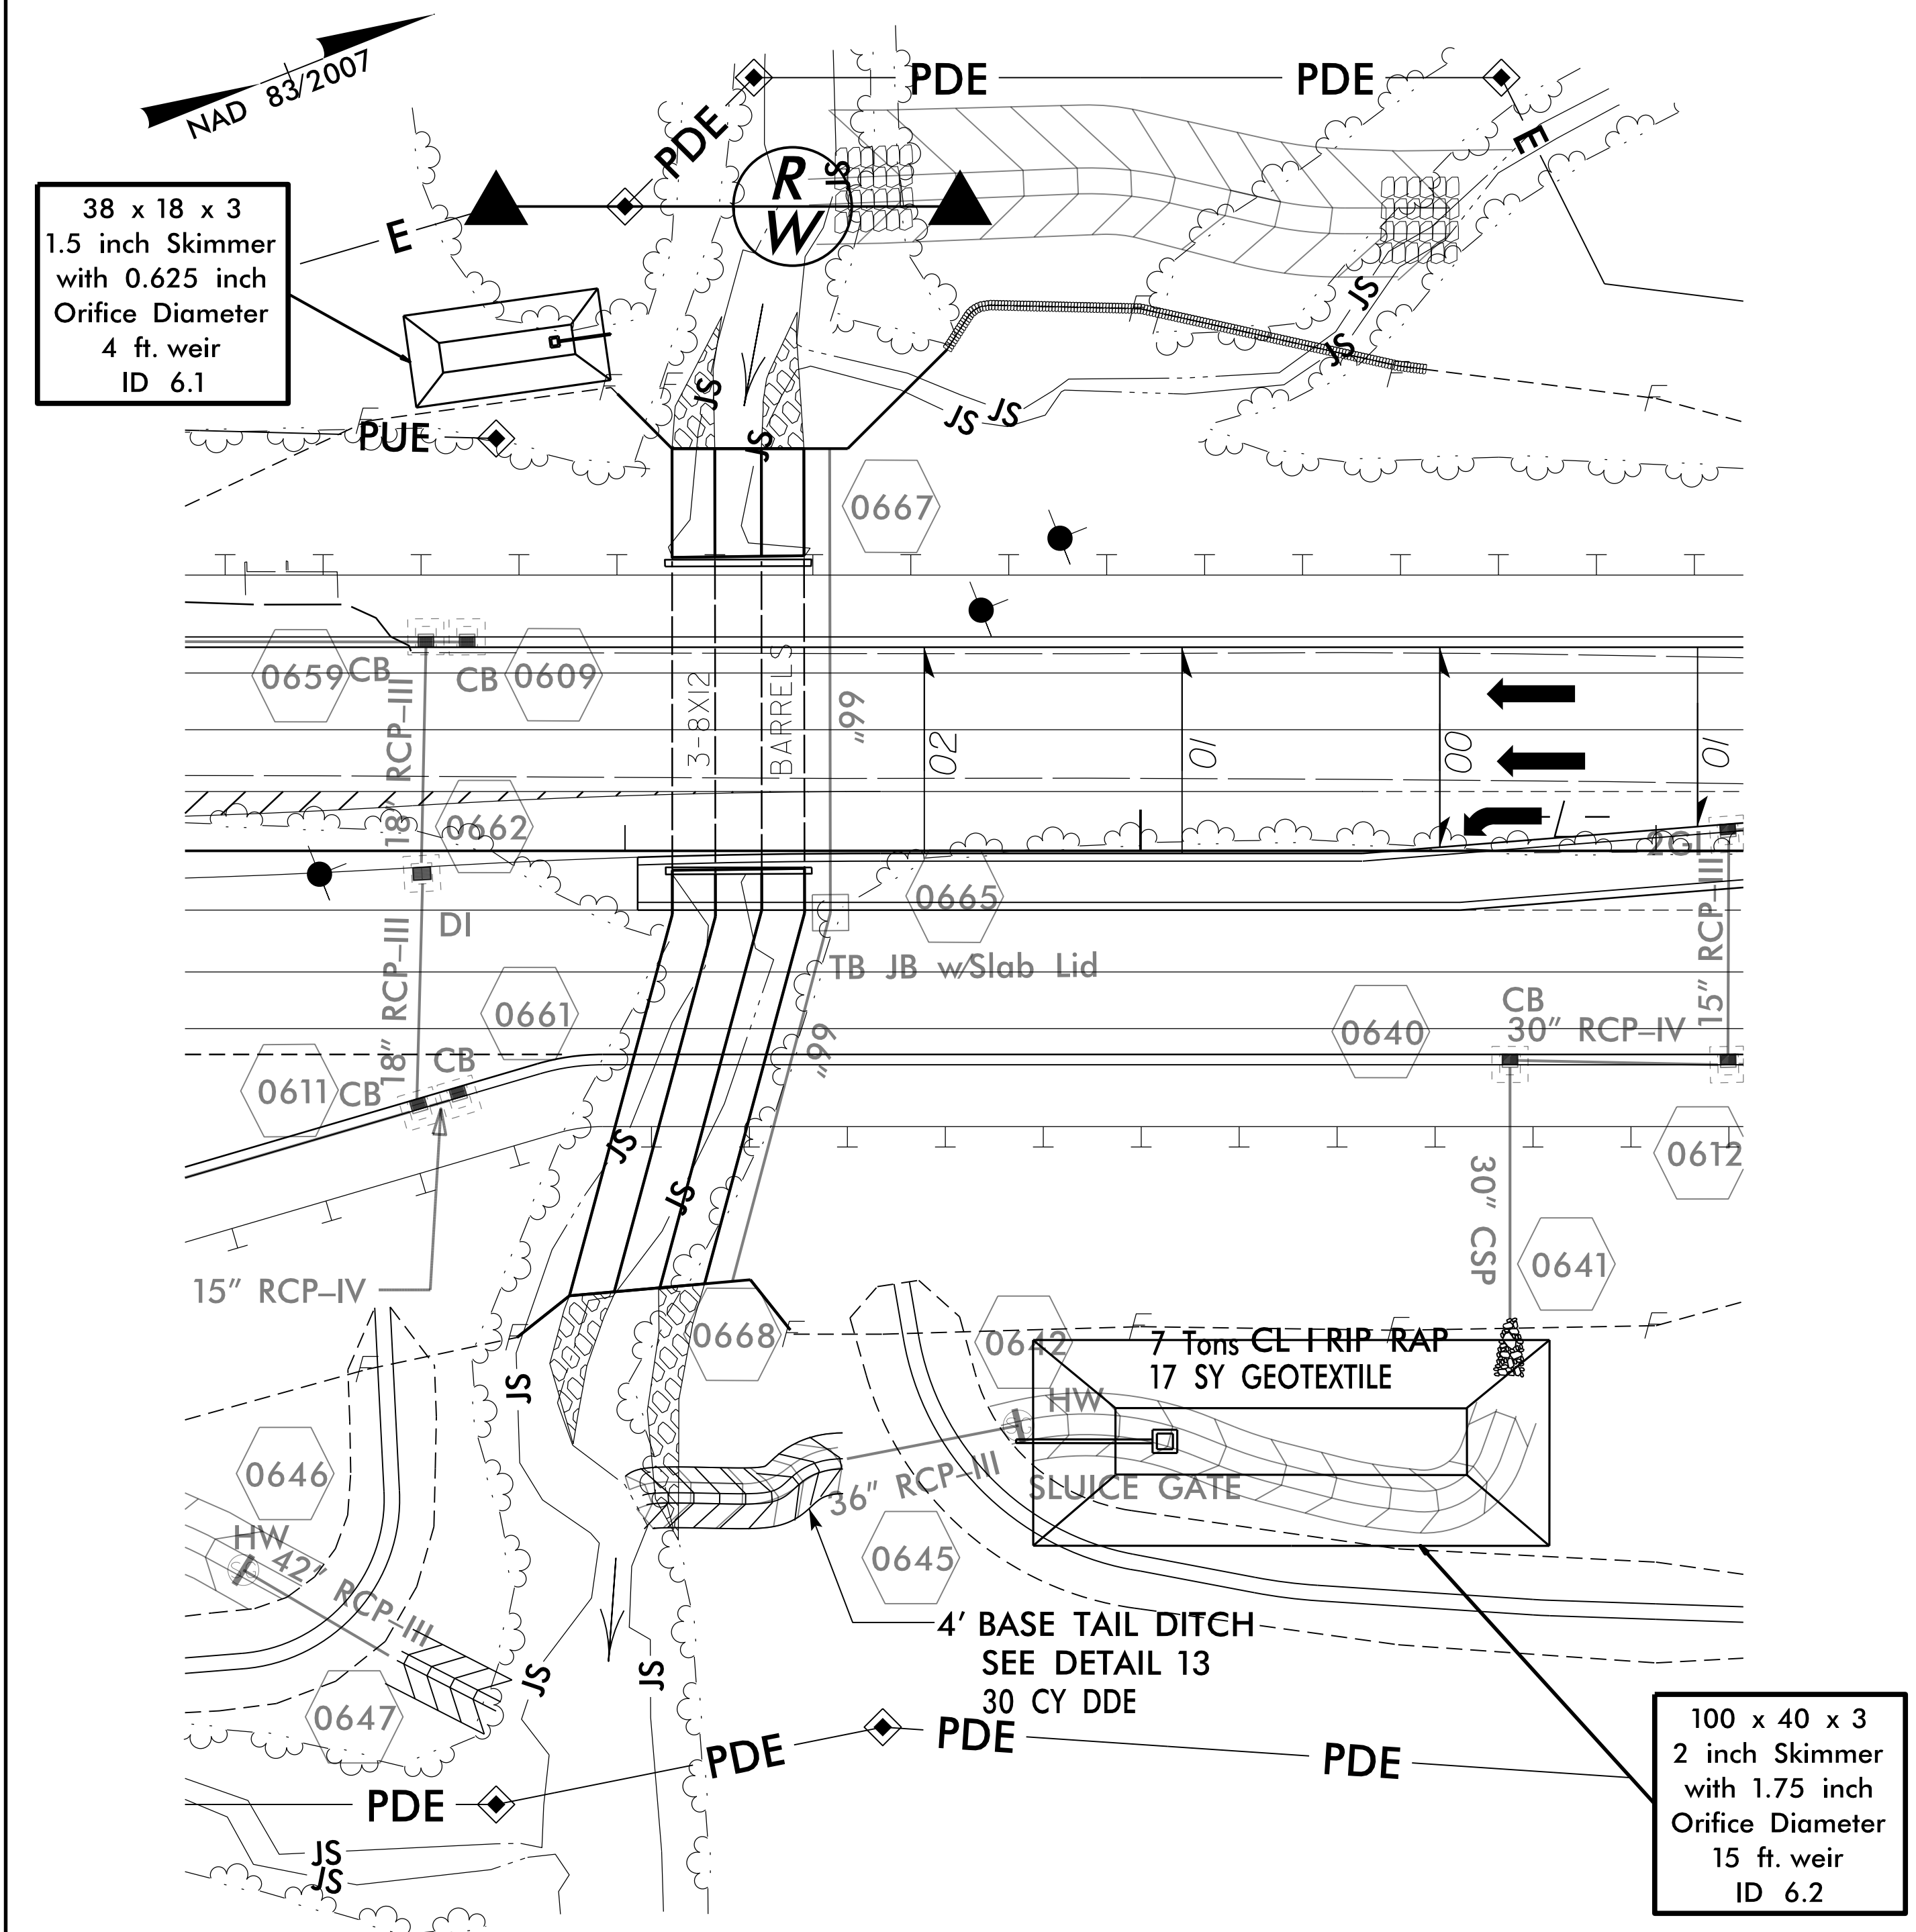 NAD 83/2007
PDE
PDE
PDE
E
R
W
JS
E
38 x 18 x 3
1.5 inch Skimmer
with 0.625 inch
Orifice Diameter
4 ft. weir
ID 6.1
JS
JS
JS
JS
JS
JS
PUE
F
F
F
F
F
0667
0659
CB
CB
0609
18" RCP–III
3-8X12
BARRELS
66"
02
01
00
01
0662
2GI
DI
0665
18" RCP–III
TB JB w/Slab Lid
15" RCP–III
0661
66"
0640
CB
30" RCP–IV
0611
CB
CB
0612
JS
JS
30" CSP
15" RCP–IV
0641
0668
0642
7 Tons CL I RIP RAP
17 SY GEOTEXTILE
F
F
F
F
F
JS
HW
0646
36" RCP–III
SLUICE GATE
HW
42" RCP–III
0645
4' BASE TAIL DITCH
SEE DETAIL 13
30 CY DDE
JS
JS
0647
PDE
PDE
PDE
PDE
100 x 40 x 3
2 inch Skimmer
with 1.75 inch
Orifice Diameter
15 ft. weir
ID 6.2
JS
JS